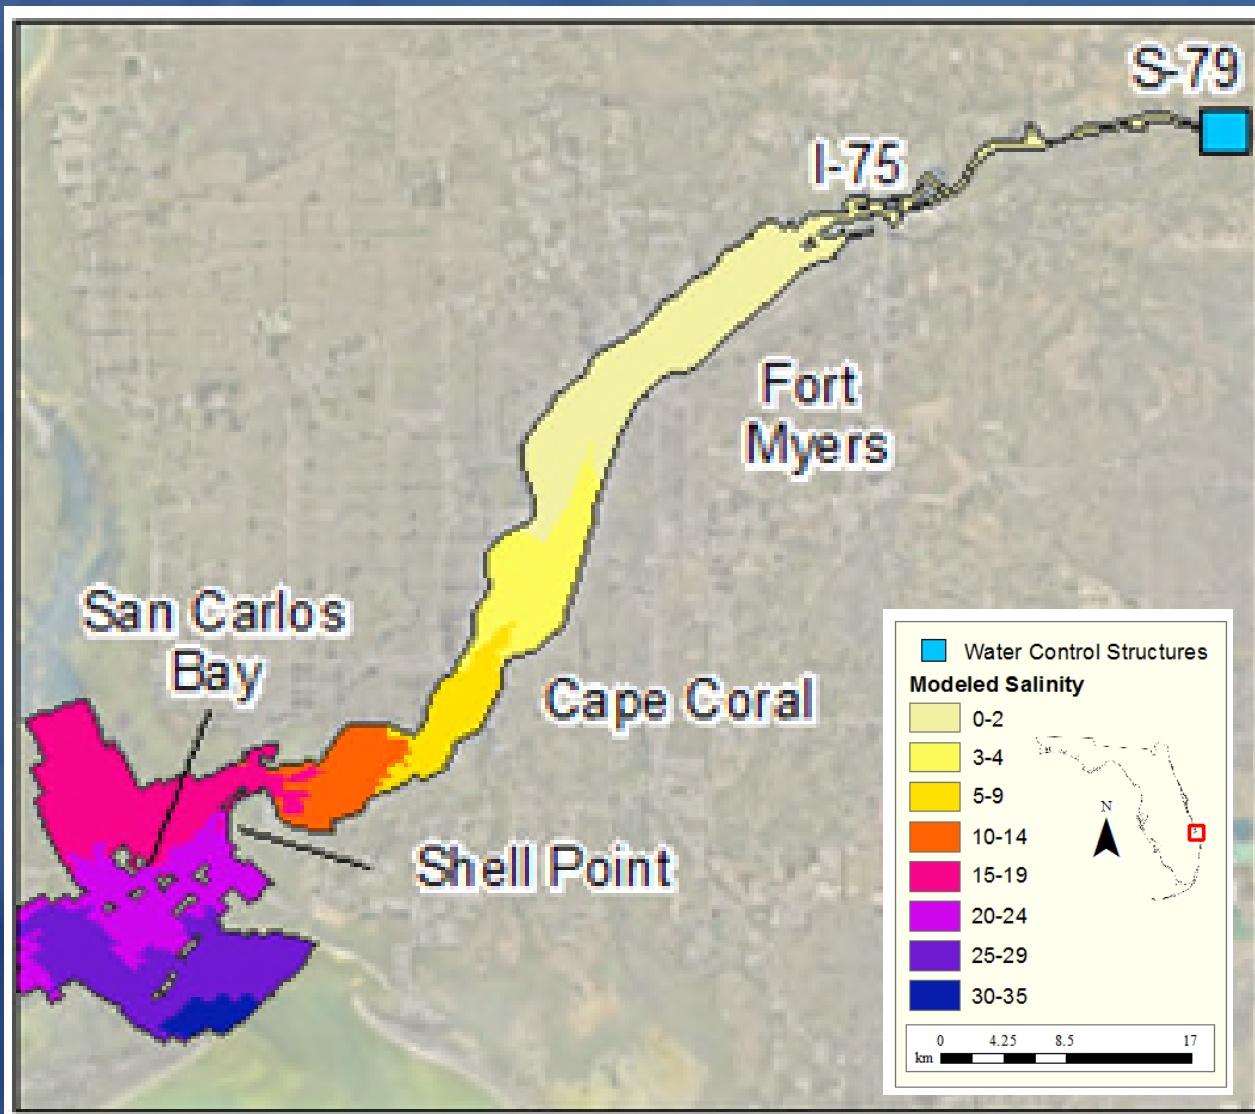 S-79
I-75
Fort
Myers
San Carlos
Bay
Cape Coral
Shell Point
Water Control Structures
Modeled Salinity
0-2
3-4
5-9
10-14
15-19
20-24
25-29
30-35
N
0 4.25 8.5 17
km